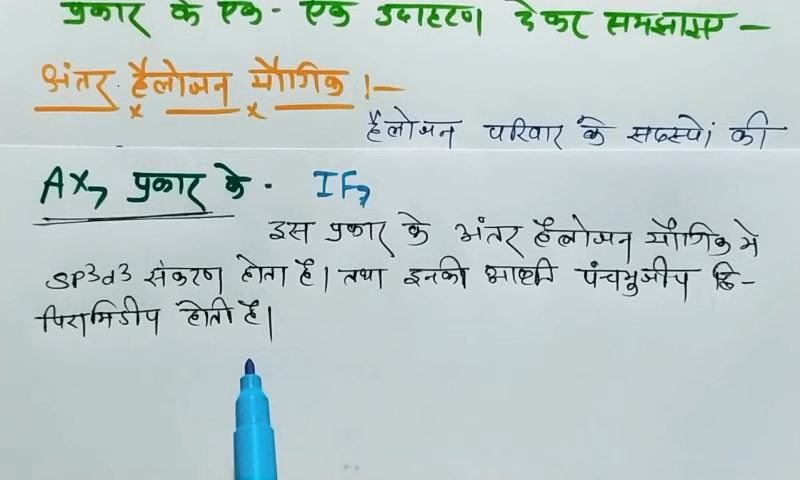 प्रकार के एक - एक उदाहरण देकर समझाइए -
अंतर हैलोजन यौगिक !-
हैलोजन परिवार के सदस्यों की
AX₇ प्रकार के - IF₇
इस प्रकार के अंतर हैलोजन यौगिक मे
SP³d³ संकरण होता है। तथा इनकी आकृति पंचभुजीय द्वि-
पिरामिडीय होती है।